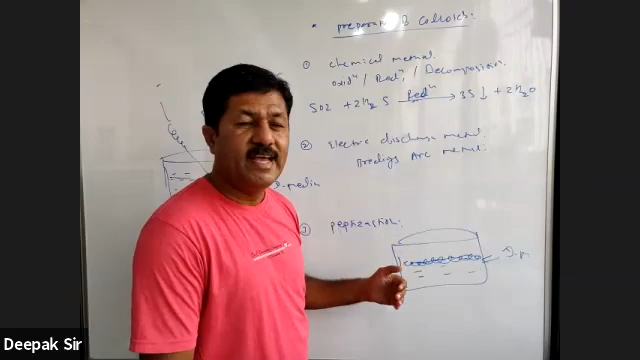 * preparation of colloids:
① chemical method
oxidⁿ / Redⁿ / Decomposition.
SO2 + 2H2S Redⁿ → 3S ↓ + 2H2O
② Electric discharge method
Bredigs Arc method.
D. medium
③ peptization:
D. p.
Deepak Sir